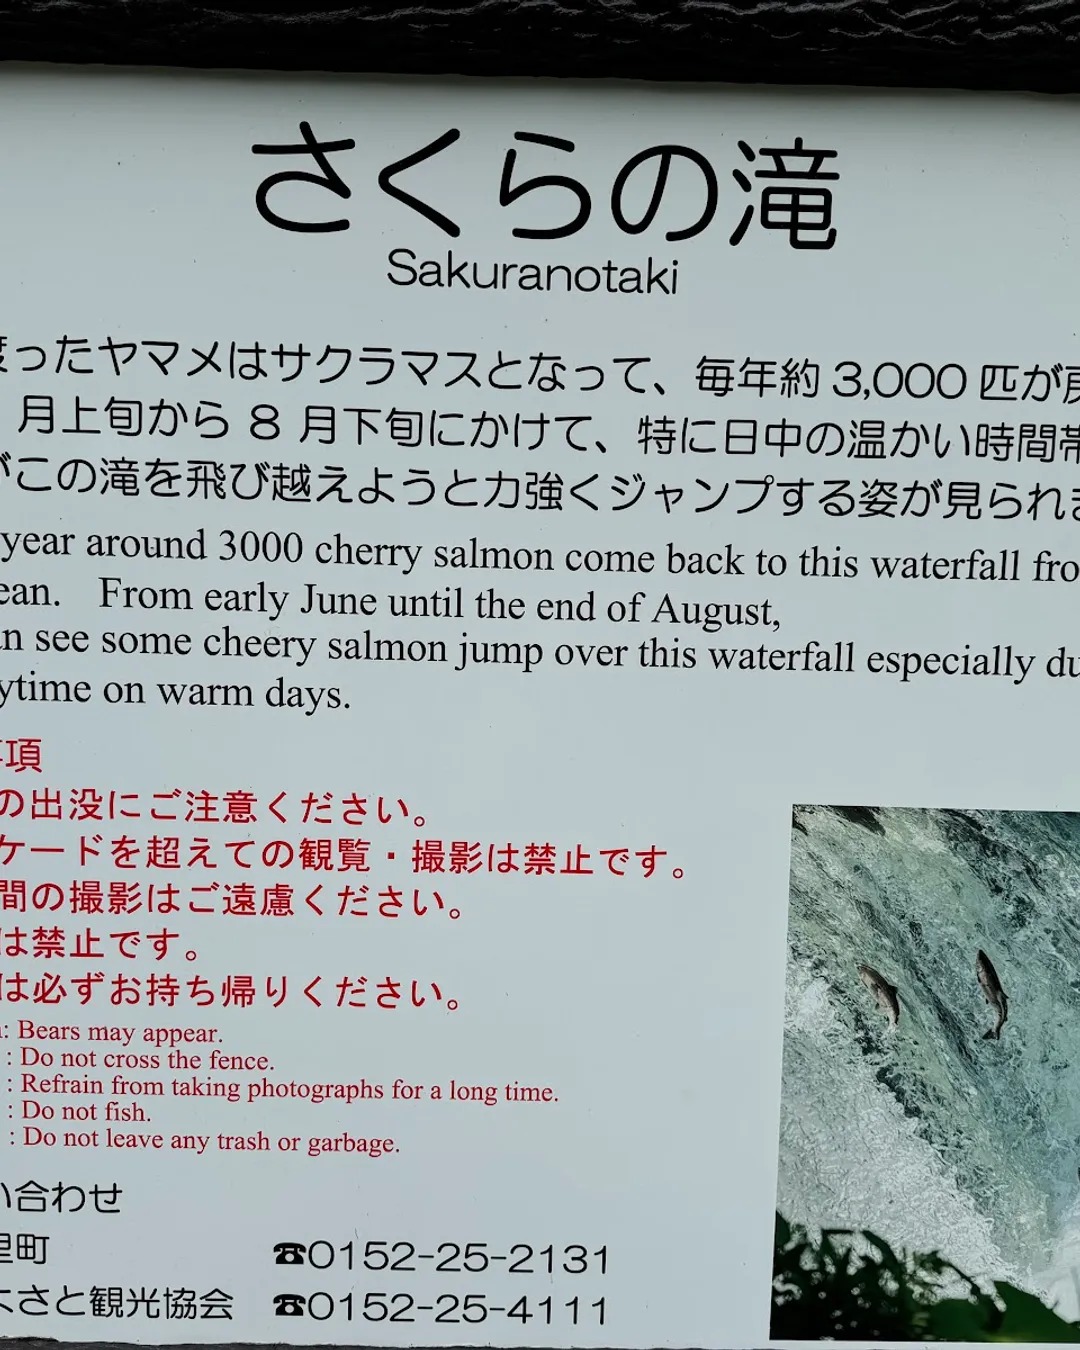 さくらの滝
Sakuranotaki
渡ったヤマメはサクラマスとなって、毎年約 3,000 匹が
月上旬から 8 月下旬にかけて、特に日中の温かい時間帯
がこの滝を飛び越えようと力強くジャンプする姿が見られ
year around 3000 cherry salmon come back to this waterfall fro
ean. From early June until the end of August,
an see some cheery salmon jump over this waterfall especially du
ytime on warm days.
事項
の出没にご注意ください。
ケードを超えての観覧・撮影は禁止です。
間の撮影はご遠慮ください。
は禁止です。
は必ずお持ち帰りください。
: Bears may appear.
: Do not cross the fence.
: Refrain from taking photographs for a long time.
: Do not fish.
: Do not leave any trash or garbage.
い合わせ
里町 ☎0152-25-2131
よさと観光協会 ☎0152-25-4111